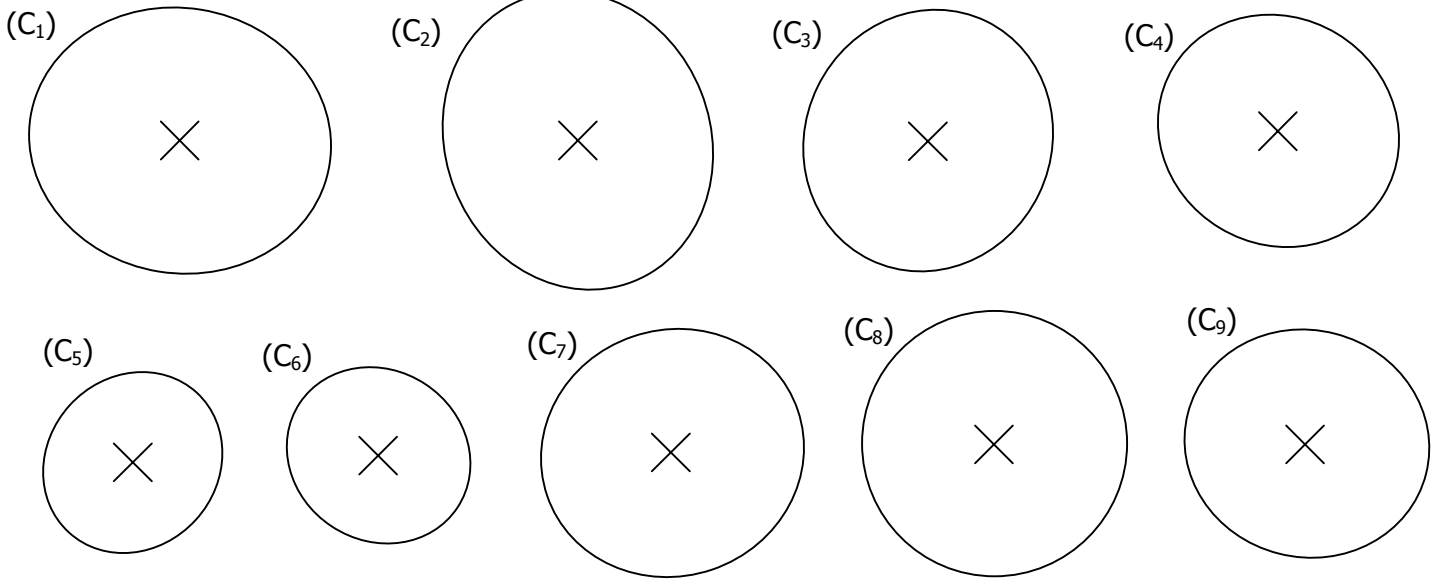 (C₁) (C₂) (C₃) (C₄)
(C₅) (C₆) (C₇) (C₈) (C₉)